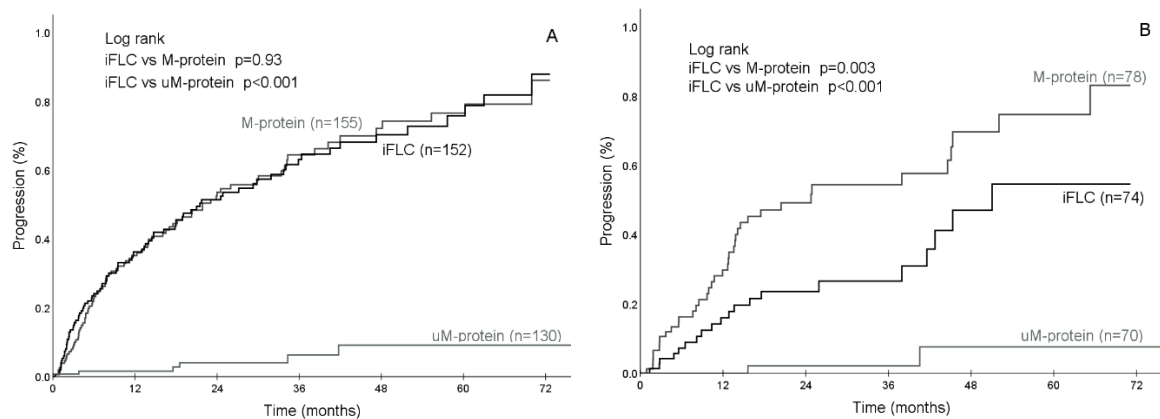 A
Log rank
iFLC vs M-protein p=0.93
iFLC vs uM-protein p<0.001
M-protein (n=155)
iFLC (n=152)
uM-protein (n=130)
Progression (%)
1.0
0.8
0.6
0.4
0.2
0.0
0 12 24 36 48 60 72
Time (months)
B
Log rank
iFLC vs M-protein p=0.003
iFLC vs uM-protein p<0.001
M-protein (n=78)
iFLC (n=74)
uM-protein (n=70)
Progression (%)
1.0
0.8
0.6
0.4
0.2
0.0
0 12 24 36 48 60 72
Time (months)